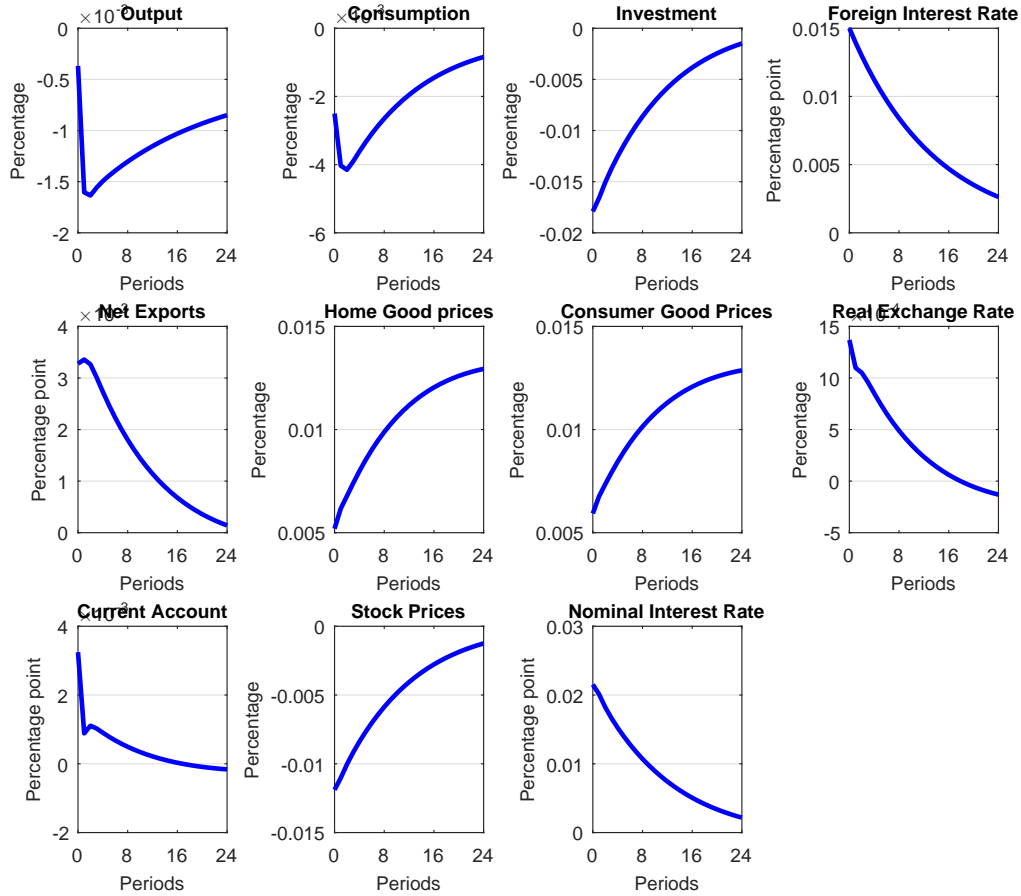 ×10⁻³ Output
0
-0.5
-1
-1.5
-2
Percentage
0 8 16 24
Periods
Consumption
0
-2
-4
-6
Percentage
0 8 16 24
Periods
Investment
0
-0.005
-0.01
-0.015
-0.02
Percentage
0 8 16 24
Periods
Foreign Interest Rate
0.015
0.01
0.005
0
Percentage point
0 8 16 24
Periods
Net Exports
4
3
2
1
0
Percentage point
0 8 16 24
Periods
Home Good prices
0.015
0.01
0.005
Percentage
0 8 16 24
Periods
Consumer Good Prices
0.015
0.01
0.005
Percentage
0 8 16 24
Periods
Real Exchange Rate
15
10
5
0
-5
Percentage
0 8 16 24
Periods
Current Account
4
2
0
-2
Percentage point
0 8 16 24
Periods
Stock Prices
0
-0.005
-0.01
-0.015
Percentage
0 8 16 24
Periods
Nominal Interest Rate
0.03
0.02
0.01
0
Percentage point
0 8 16 24
Periods